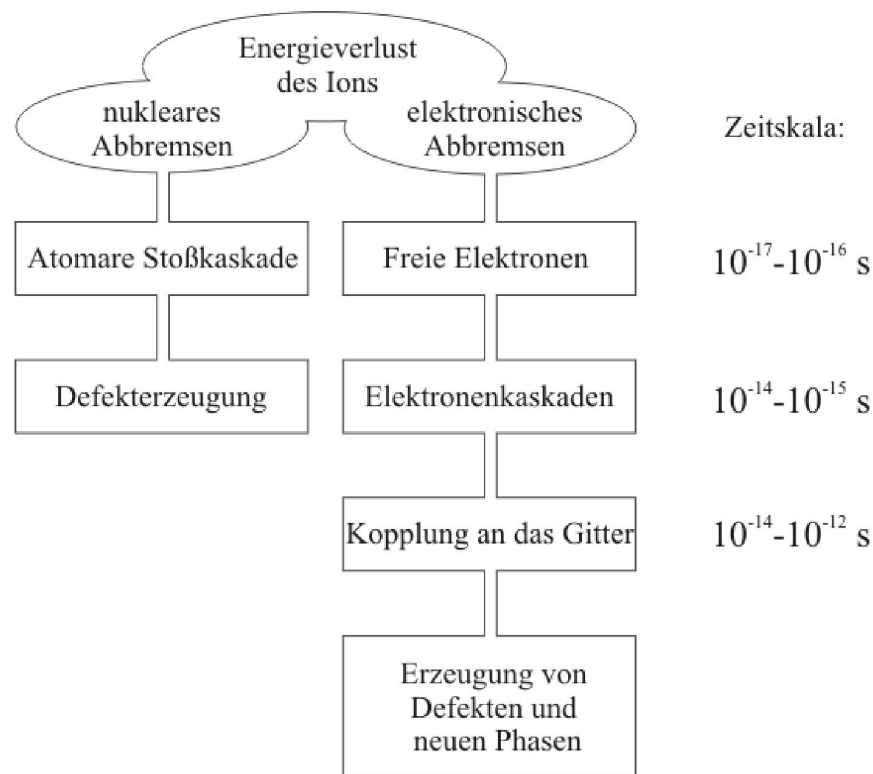 Energieverlust
des Ions
nukleares
Abbremsen
elektronisches
Abbremsen
Zeitskala:
Atomare Stoßkaskade
Freie Elektronen
10⁻¹⁷-10⁻¹⁶ s
Defekterzeugung
Elektronenkaskaden
10⁻¹⁴-10⁻¹⁵ s
Kopplung an das Gitter
10⁻¹⁴-10⁻¹² s
Erzeugung von
Defekten und
neuen Phasen